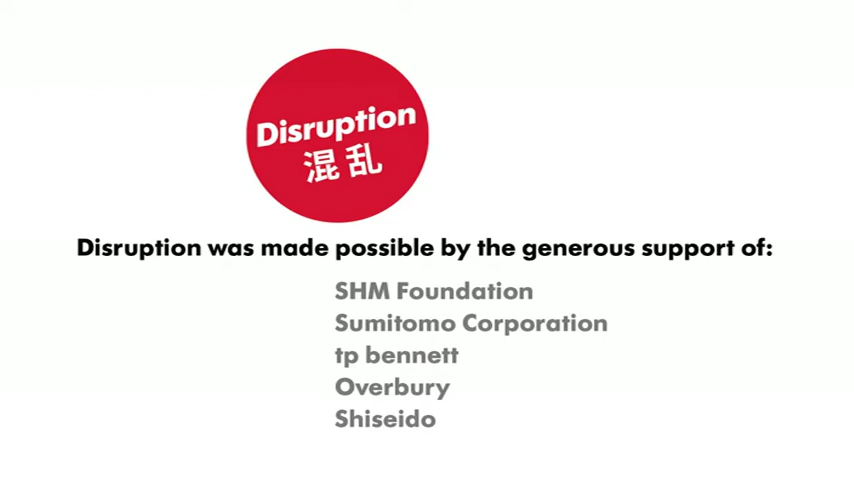 Disruption
混乱
Disruption was made possible by the generous support of:
SHM Foundation
Sumitomo Corporation
tp bennett
Overbury
Shiseido